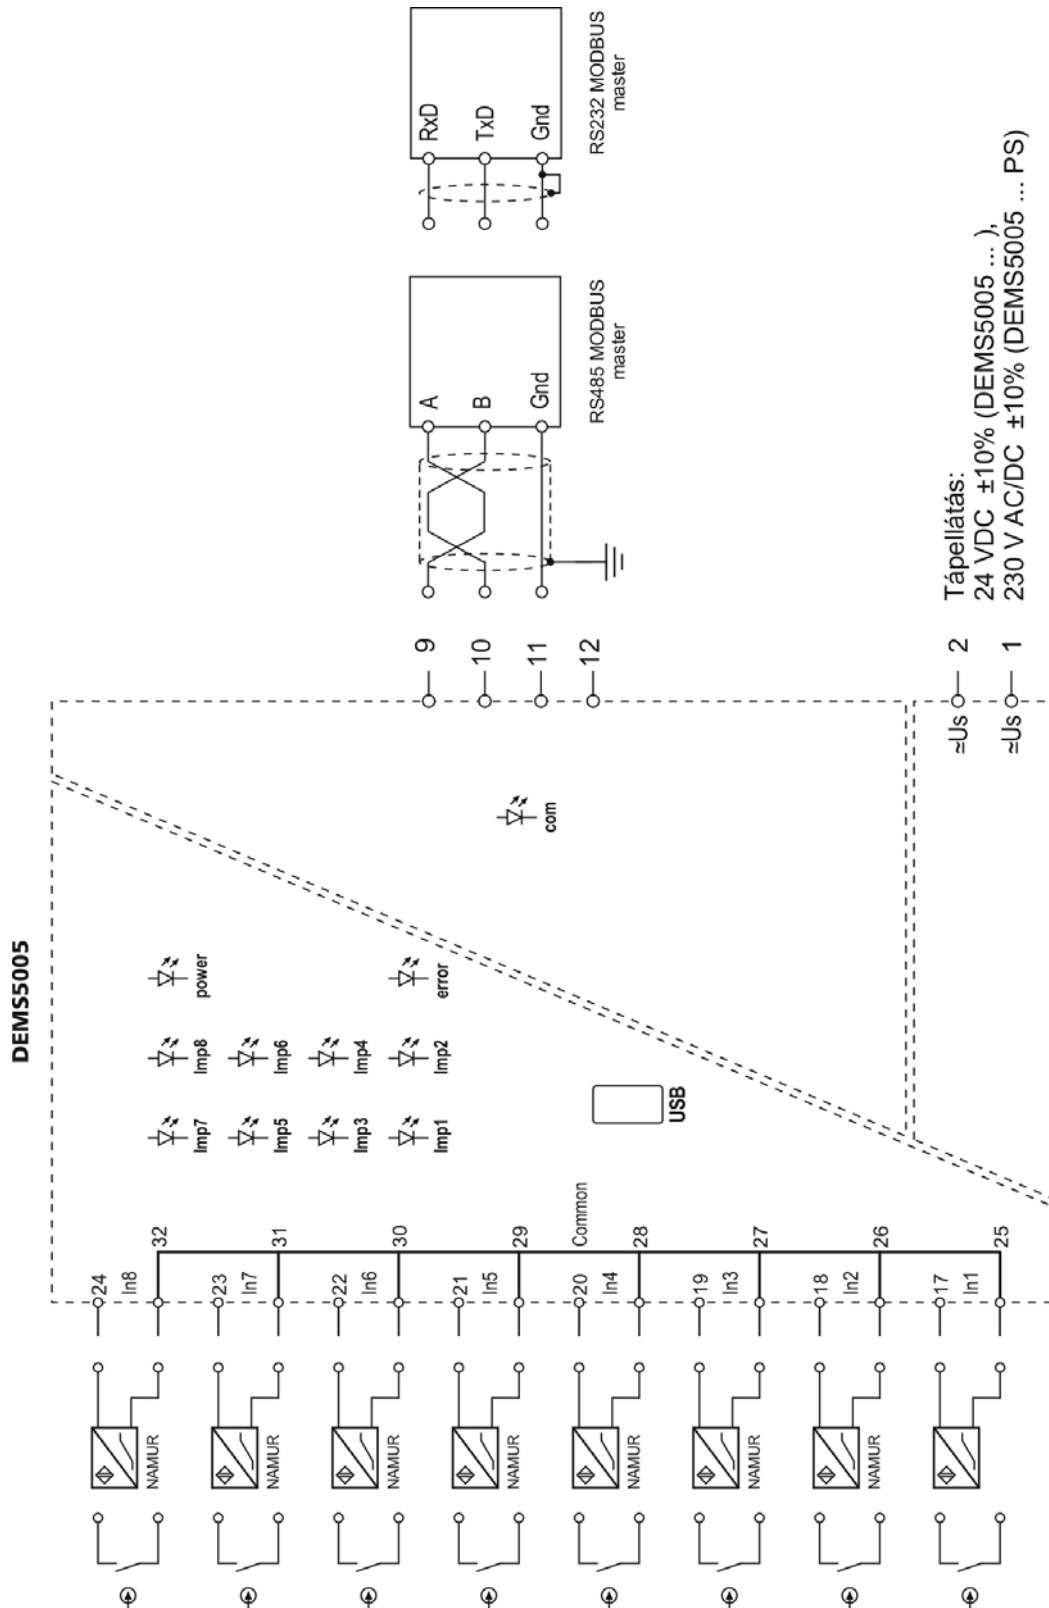 DEMS5005
24
In8
32
23
In7
31
22
In6
30
21
In5
29
Common
20
In4
28
19
In3
27
18
In2
26
17
In1
25
NAMUR
NAMUR
NAMUR
NAMUR
NAMUR
NAMUR
NAMUR
NAMUR
Imp7
Imp5
Imp3
Imp1
Imp8
Imp6
Imp4
Imp2
power
error
USB
com
9
10
11
12
≃Us
2
≃Us
1
A
B
Gnd
RS485 MODBUS
master
RxD
TxD
Gnd
RS232 MODBUS
master
Tápellátás:
24 VDC ±10% (DEMS5005 ... ),
230 V AC/DC ±10% (DEMS5005 ... PS)